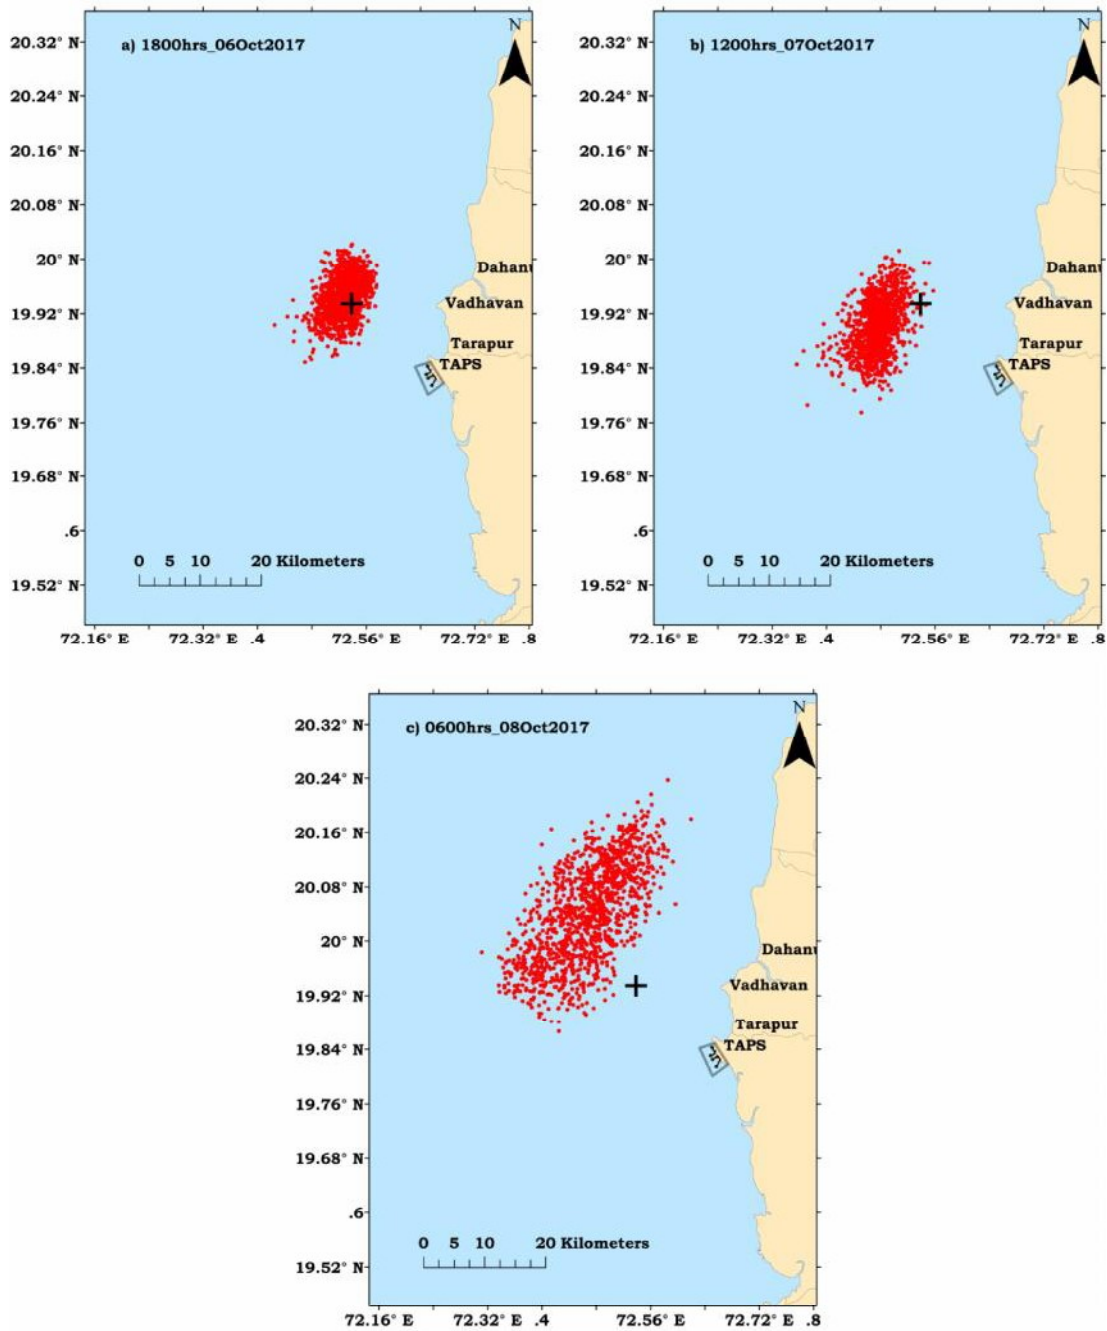 N
20.32° N
a) 1800hrs_06Oct2017
20.24° N
20.16° N
20.08° N
20° N
Dahanu
19.92° N
Vadhavan
Tarapur
19.84° N
TAPS
19.76° N
19.68° N
.6
0 5 10 20 Kilometers
19.52° N
72.16° E 72.32° E .4 72.56° E 72.72° E .8
N
20.32° N
b) 1200hrs_07Oct2017
20.24° N
20.16° N
20.08° N
20° N
Dahanu
19.92° N
Vadhavan
Tarapur
19.84° N
TAPS
19.76° N
19.68° N
.6
0 5 10 20 Kilometers
19.52° N
72.16° E 72.32° E .4 72.56° E 72.72° E .8
N
20.32° N
c) 0600hrs_08Oct2017
20.24° N
20.16° N
20.08° N
20° N
Dahanu
19.92° N
Vadhavan
Tarapur
19.84° N
TAPS
19.76° N
19.68° N
.6
0 5 10 20 Kilometers
19.52° N
72.16° E 72.32° E .4 72.56° E 72.72° E .8